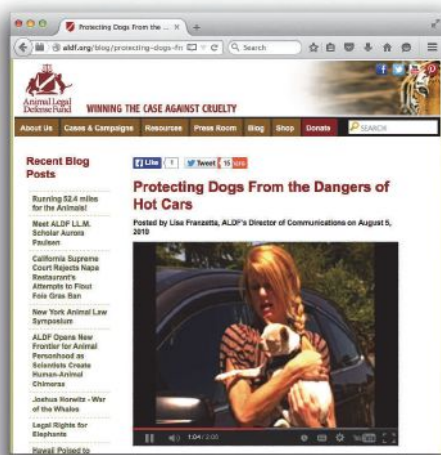 Protecting Dogs From the ...
aldf.org/blog/protecting-dogs-fr
Search
Animal Legal
Defense Fund
WINNING THE CASE AGAINST CRUELTY
About Us
Cases & Campaigns
Resources
Press Room
Blog
Shop
Donate
SEARCH
Recent Blog
Posts
Running 52.4 miles
for the Animals!
Meet ALDF LL.M.
Scholar Aurora
Paulsen
California Supreme
Court Rejects Napa
Restaurant's
Attempts to Flout
Foie Gras Ban
New York Animal Law
Symposium
ALDF Opens New
Frontier for Animal
Personhood as
Scientists Create
Human-Animal
Chimeras
Joshua Horwitz - War
of the Whales
Legal Rights for
Elephants
Hawaii Poised to
Like 1
Tweet 15
Protecting Dogs From the Dangers of
Hot Cars
Posted by Lisa Franzetta, ALDF's Director of Communications on August 5,
2010
1:04 / 2:00